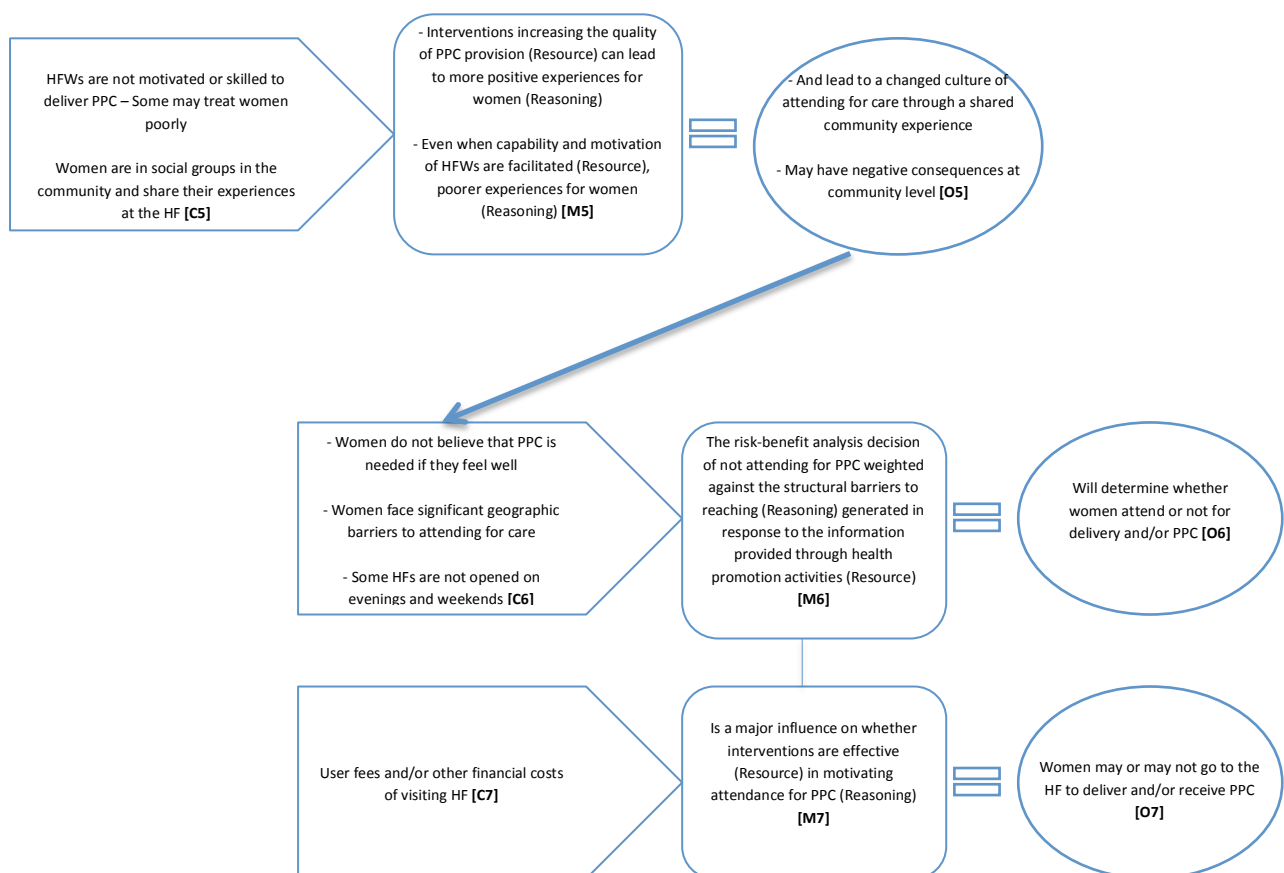 HFWs are not motivated or skilled to
deliver PPC – Some may treat women
poorly
Women are in social groups in the
community and share their experiences
at the HF [C5]
- Interventions increasing the quality
of PPC provision (Resource) can lead
to more positive experiences for
women (Reasoning)
- Even when capability and motivation
of HFWs are facilitated (Resource),
poorer experiences for women
(Reasoning) [M5]
- And lead to a changed culture of
attending for care through a shared
community experience
- May have negative consequences at
community level [O5]
- Women do not believe that PPC is
needed if they feel well
- Women face significant geographic
barriers to attending for care
- Some HFs are not opened on
evenings and weekends [C6]
The risk-benefit analysis decision
of not attending for PPC weighted
against the structural barriers to
reaching (Reasoning) generated in
response to the information
provided through health
promotion activities (Resource)
[M6]
Will determine whether
women attend or not for
delivery and/or PPC [O6]
User fees and/or other financial costs
of visiting HF [C7]
Is a major influence on whether
interventions are effective
(Resource) in motivating
attendance for PPC (Reasoning)
[M7]
Women may or may not go to the
HF to deliver and/or receive PPC
[O7]